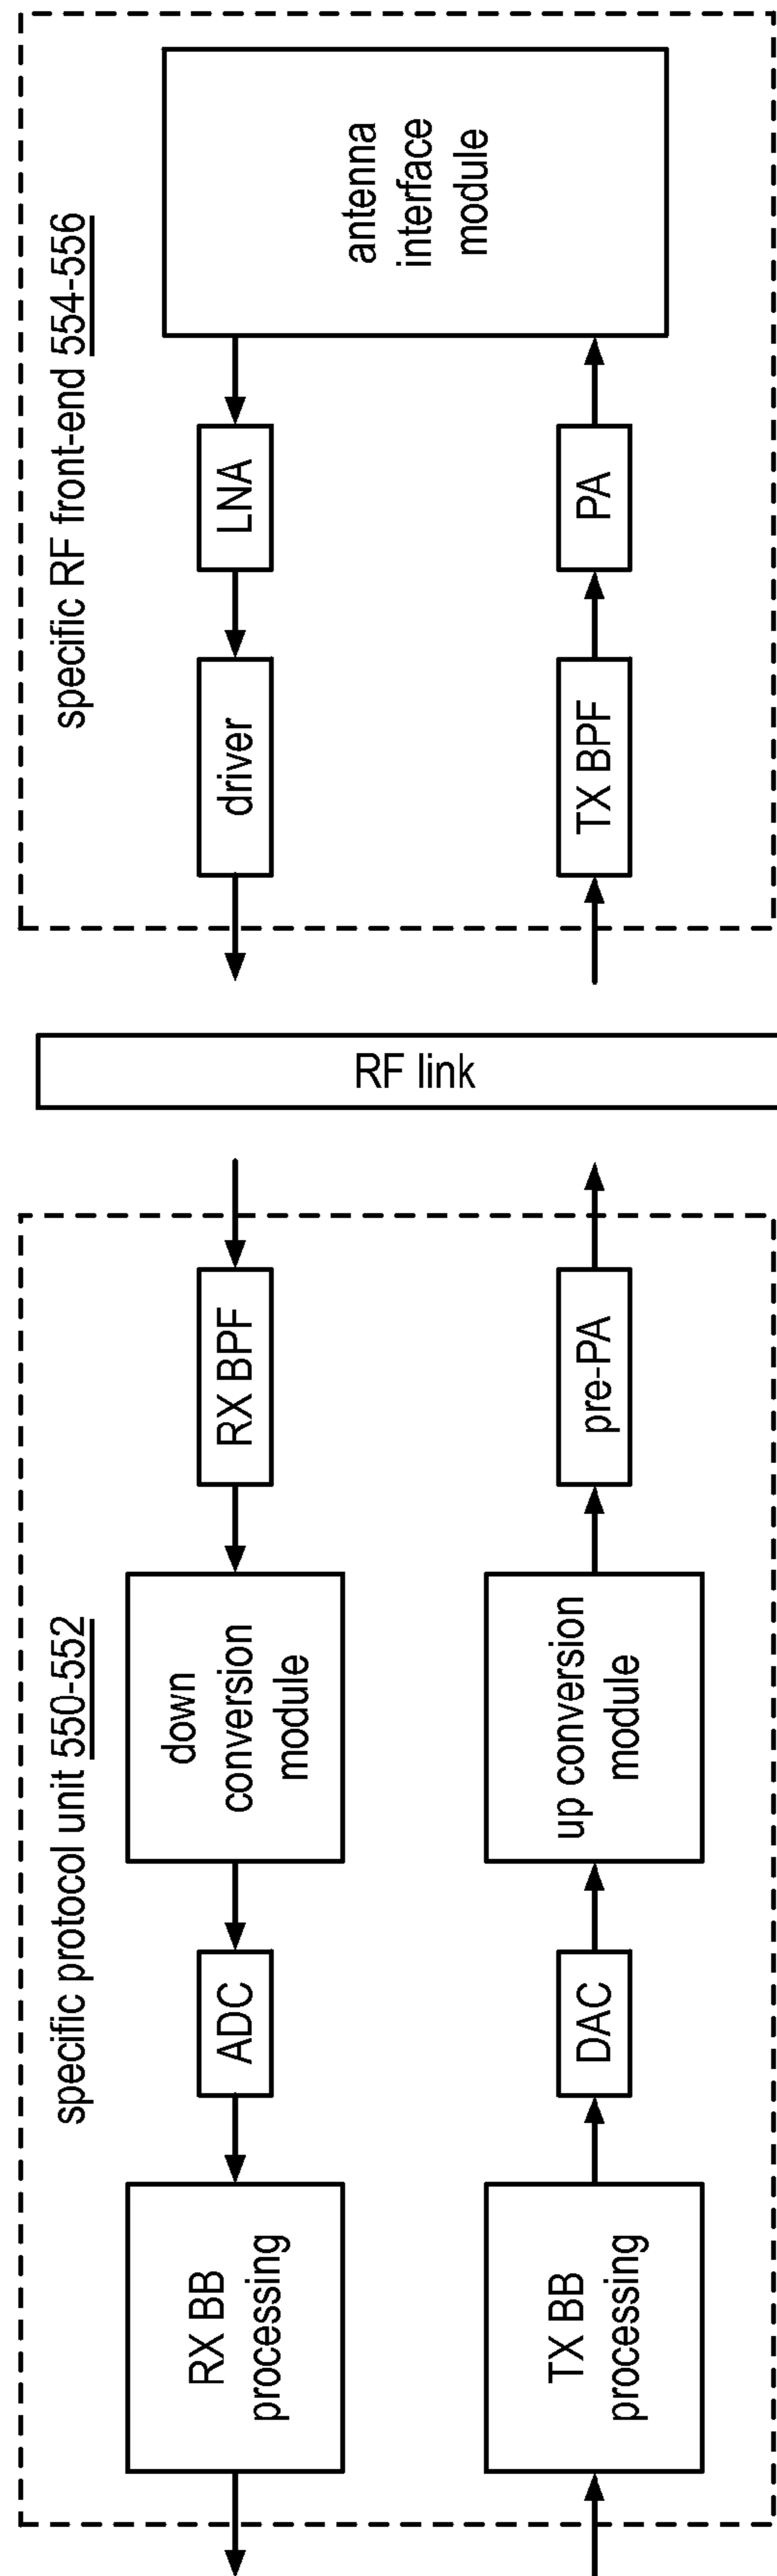 specific protocol unit 550-552
RX BB
processing
ADC
down
conversion
module
RX BPF
TX BB
processing
DAC
up conversion
module
pre-PA
RF link
specific RF front-end 554-556
driver
LNA
TX BPF
PA
antenna
interface
module